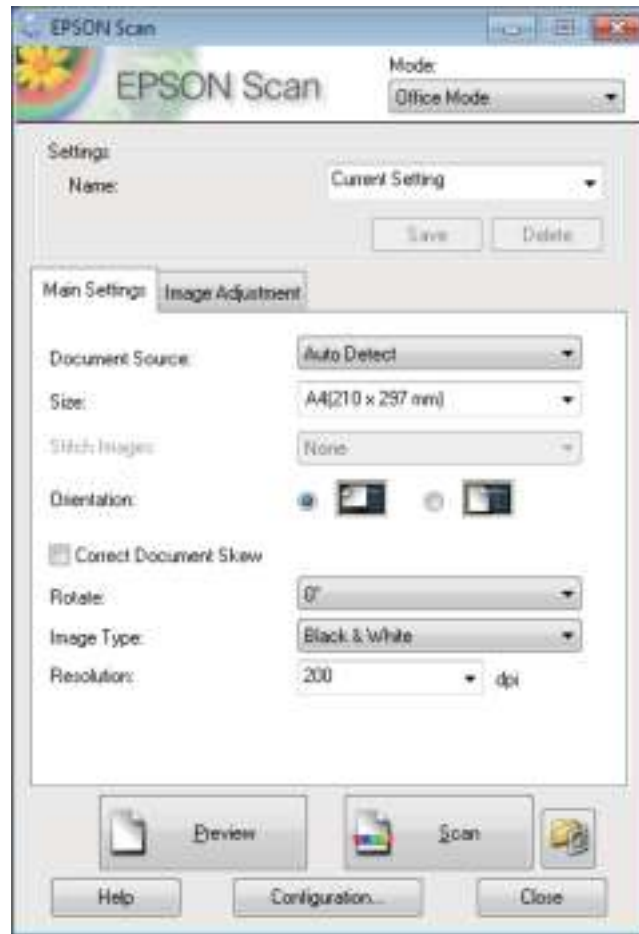 EPSON Scan
EPSON Scan
Mode:
Office Mode
Settings
Name:
Current Setting
Save
Delete
Main Settings
Image Adjustment
Document Source:
Auto Detect
Size:
A4(210 x 297 mm)
Stitch Images:
None
Orientation:
Correct Document Skew
Rotate:
0°
Image Type:
Black & White
Resolution:
200
dpi
Preview
Scan
Help
Configuration...
Close